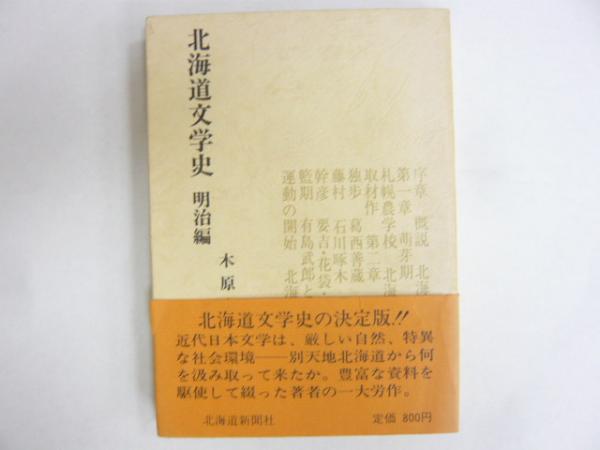 北海道文学史 明治編
木原
序章 概説 北海
第一章 萌芽期
札幌農学校 北海
取材作 第二章
独歩 葛西善蔵
藤村 石川啄木
幹彦 要吉・花袋・
籃期 有島武郎と
運動の開始 北海
北海道文学史の決定版!!
近代日本文学は、厳しい自然、特異
な社会環境――別天地北海道から何
を汲み取って来たか。豊富な資料を
駆使して綴った著者の一大労作。
北海道新聞社
定価 800円